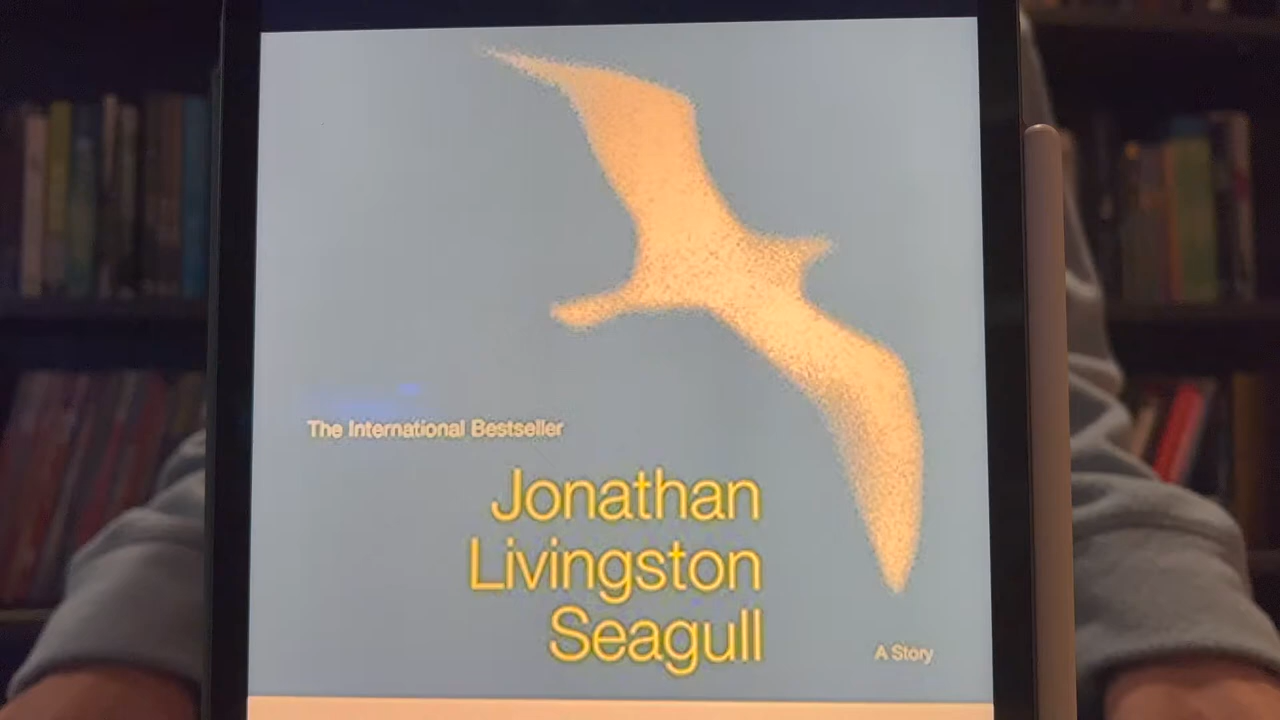 The International Bestseller
Jonathan
Livingston
Seagull
A Story